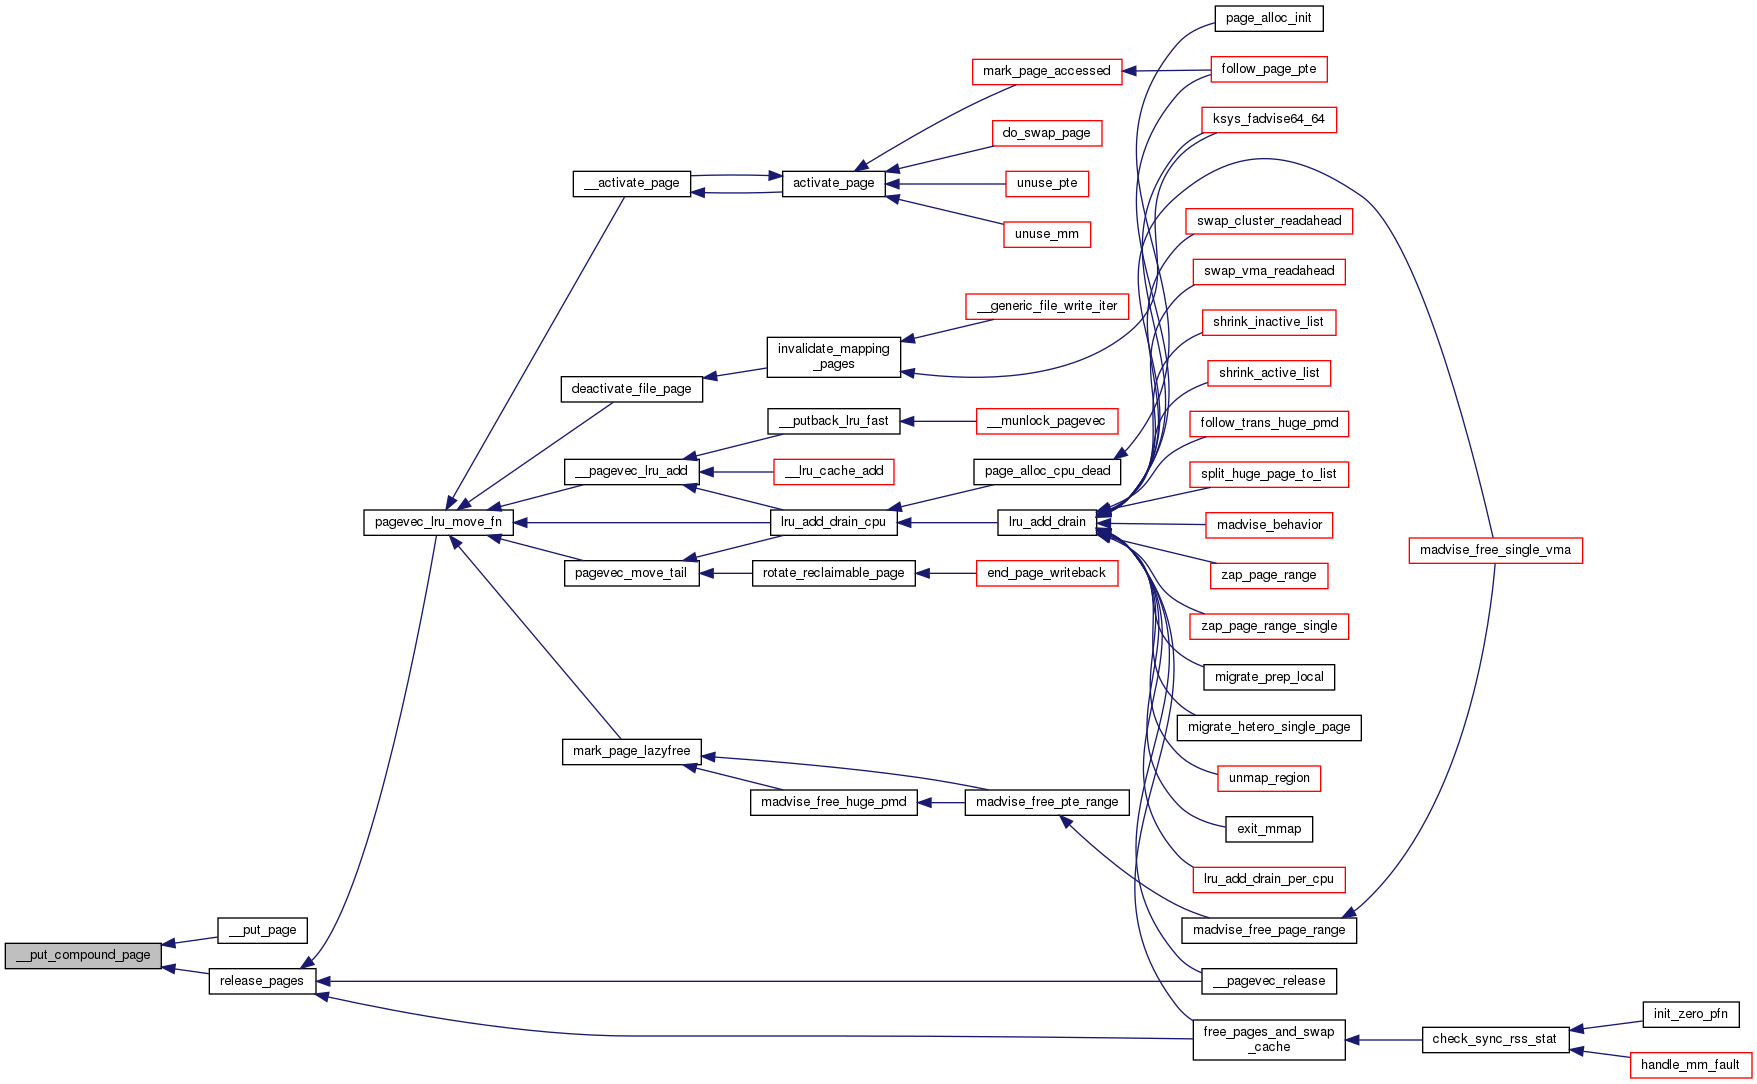 page_alloc_init
mark_page_accessed
follow_page_pte
ksys_fadvise64_64
do_swap_page
__activate_page
activate_page
unuse_pte
swap_cluster_readahead
unuse_mm
swap_vma_readahead
__generic_file_write_iter
shrink_inactive_list
invalidate_mapping
_pages
shrink_active_list
deactivate_file_page
__putback_lru_fast
__munlock_pagevec
follow_trans_huge_pmd
__pagevec_lru_add
__lru_cache_add
page_alloc_cpu_dead
split_huge_page_to_list
pagevec_lru_move_fn
lru_add_drain_cpu
lru_add_drain
madvise_behavior
madvise_free_single_vma
pagevec_move_tail
rotate_reclaimable_page
end_page_writeback
zap_page_range
zap_page_range_single
migrate_prep_local
migrate_hetero_single_page
mark_page_lazyfree
unmap_region
madvise_free_huge_pmd
madvise_free_pte_range
exit_mmap
lru_add_drain_per_cpu
__put_page
madvise_free_page_range
__put_compound_page
release_pages
__pagevec_release
init_zero_pfn
free_pages_and_swap
_cache
check_sync_rss_stat
handle_mm_fault